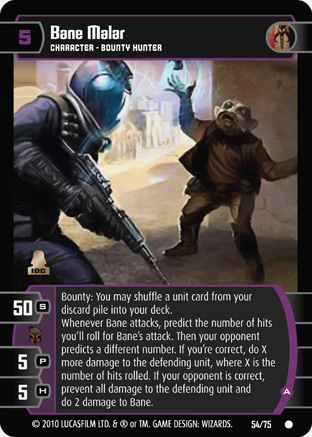 5
Bane Malar
CHARACTER - BOUNTY HUNTER
IDC
50 S
5 P
5 H
Bounty: You may shuffle a unit card from your
discard pile into your deck.
Whenever Bane attacks, predict the number of hits
you'll roll for Bane's attack. Then your opponent
predicts a different number. If you're correct, do X
more damage to the defending unit, where X is the
number of hits rolled. If your opponent is correct,
prevent all damage to the defending unit and
do 2 damage to Bane.
A
© 2010 LUCASFILM LTD. & ® or TM. GAME DESIGN: WIZARDS.
54/75